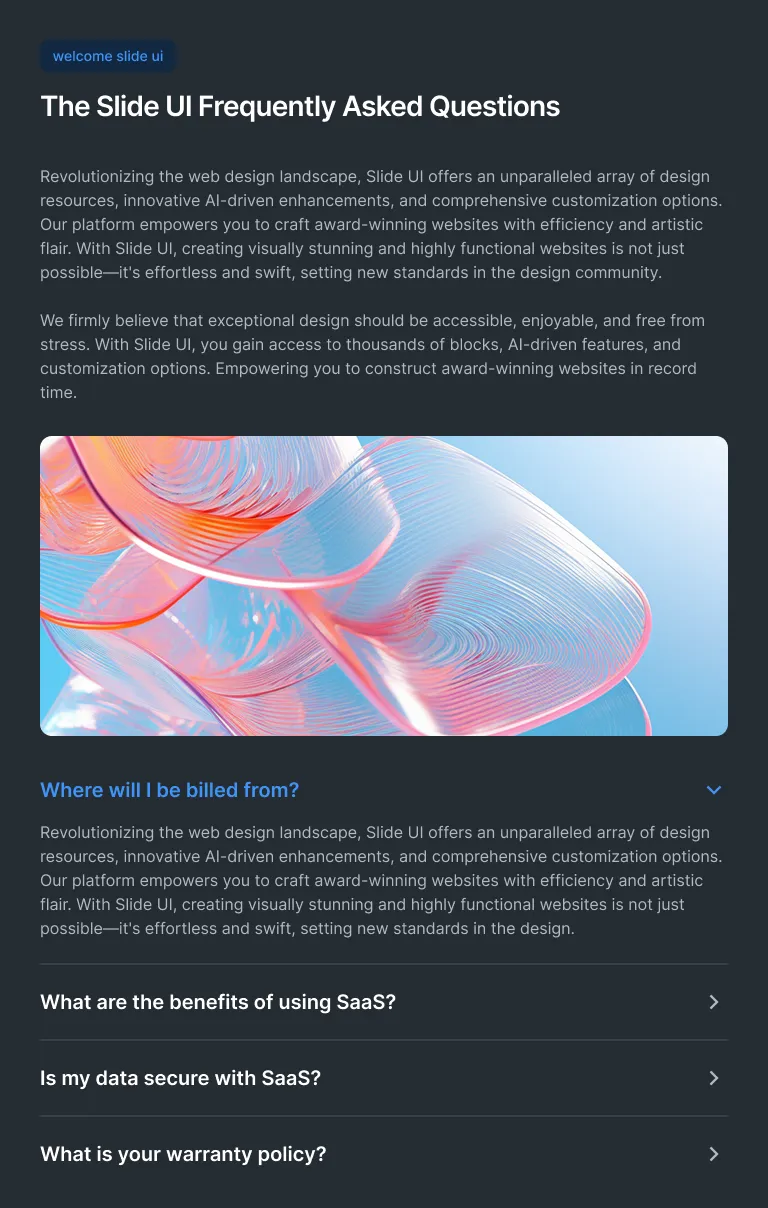 welcome slide ui
The Slide UI Frequently Asked Questions
Revolutionizing the web design landscape, Slide UI offers an unparalleled array of design
resources, innovative AI-driven enhancements, and comprehensive customization options.
Our platform empowers you to craft award-winning websites with efficiency and artistic
flair. With Slide UI, creating visually stunning and highly functional websites is not just
possible—it's effortless and swift, setting new standards in the design community.
We firmly believe that exceptional design should be accessible, enjoyable, and free from
stress. With Slide UI, you gain access to thousands of blocks, AI-driven features, and
customization options. Empowering you to construct award-winning websites in record
time.
Where will I be billed from?
Revolutionizing the web design landscape, Slide UI offers an unparalleled array of design
resources, innovative AI-driven enhancements, and comprehensive customization options.
Our platform empowers you to craft award-winning websites with efficiency and artistic
flair. With Slide UI, creating visually stunning and highly functional websites is not just
possible—it's effortless and swift, setting new standards in the design.
What are the benefits of using SaaS?
Is my data secure with SaaS?
What is your warranty policy?